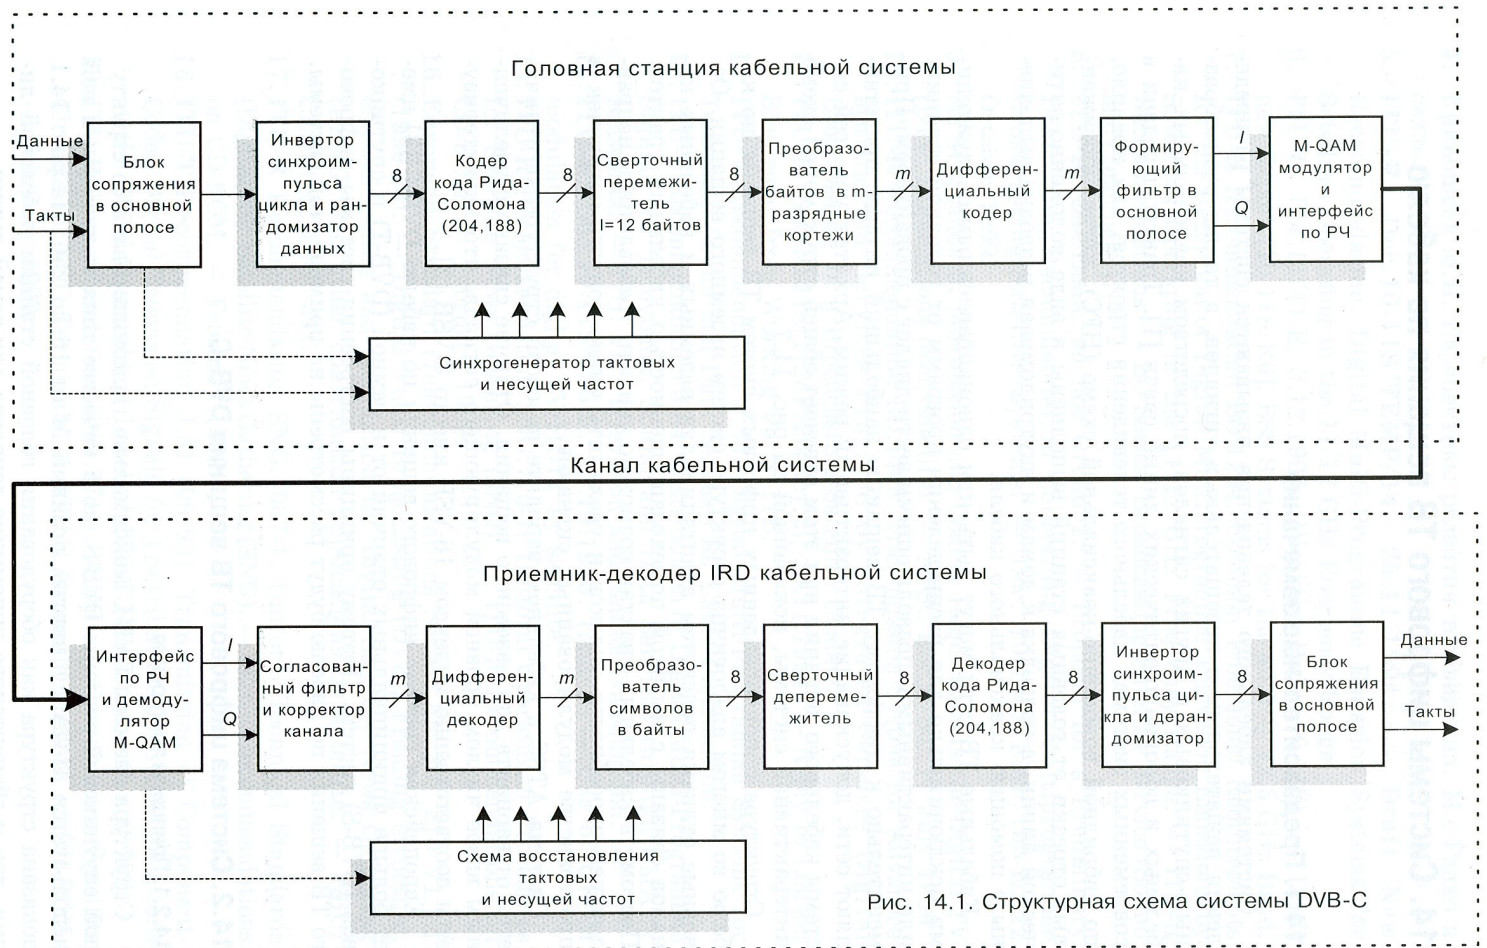 Головная станция кабельной системы
Данные
Такты
Блок
сопряжения
в основной
полосе
Инвертор
синхроим-
пульса
цикла и ран-
домизатор
данных
8
Кодер
кода Рида-
Соломона
(204,188)
8
Сверточный
перемежи-
тель
I=12 байтов
8
Преобразо-
ватель
байтов в m-
разрядные
кортежи
m
Дифферен-
циальный
кодер
m
Формирую-
щий
фильтр в
основной
полосе
I
Q
M-QAM
модулятор
и
интерфейс
по РЧ
Синхрогенератор тактовых
и несущей частот
Канал кабельной системы
Приемник-декодер IRD кабельной системы
Интерфейс
по РЧ
и демоду-
лятор
M-QAM
I
Q
Согласован-
ный фильтр
и корректор
канала
m
Дифферен-
циальный
декодер
m
Преобразо-
ватель
символов
в байты
8
Сверточный
депереме-
житель
8
Декодер
кода Рида-
Соломона
(204,188)
8
Инвертор
синхроим-
пульса ци-
кла и деран-
домизатор
8
Блок
сопряжения
в основной
полосе
Данные
Такты
Схема восстановления
тактовых
и несущей частот
Рис. 14.1. Структурная схема системы DVB-C